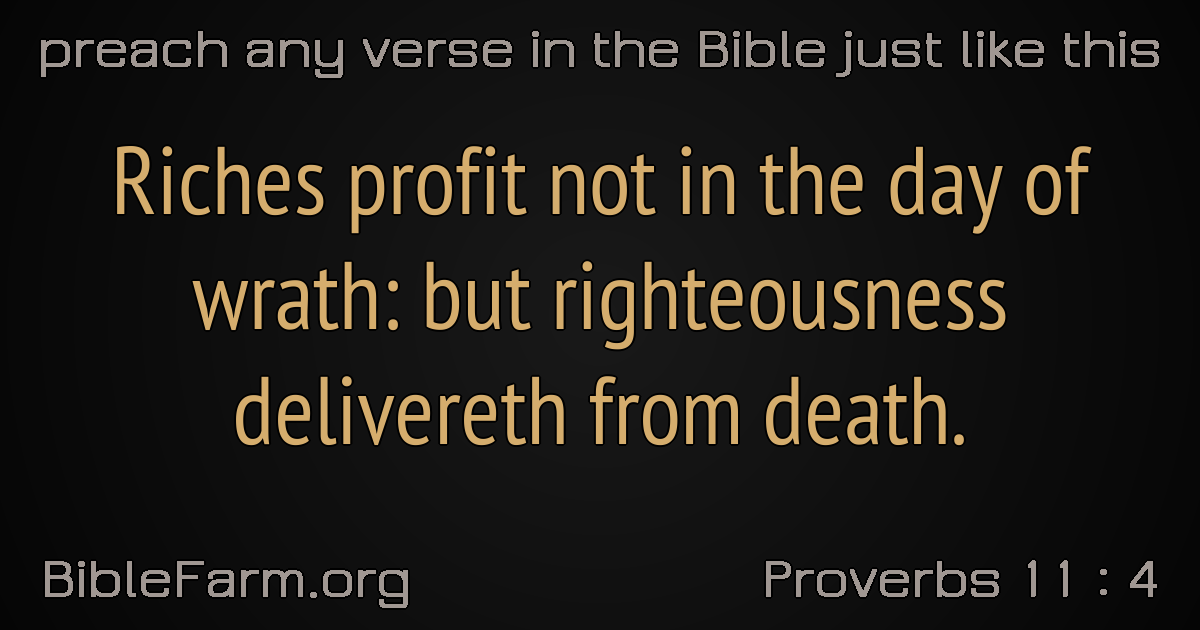 preach any verse in the Bible just like this
Riches profit not in the day of
wrath: but righteousness
delivereth from death.
BibleFarm.org
Proverbs 11 : 4